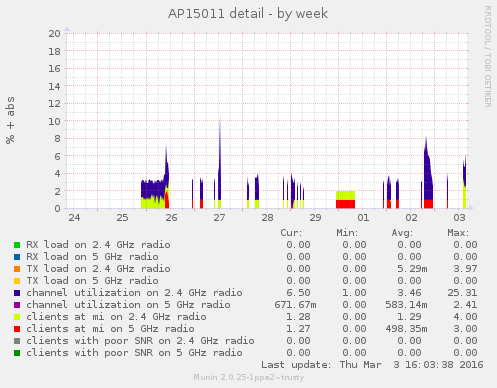 AP15011 detail - by week
RRDTOOL / TOBI OETIKER
% + abs
20
18
16
14
12
10
8
6
4
2
0
24 25 26 27 28 29 01 02 03
Cur: Min: Avg: Max:
RX load on 2.4 GHz radio 0.00 0.00 0.00 0.00
RX load on 5 GHz radio 0.00 0.00 0.00 0.00
TX load on 2.4 GHz radio 0.00 0.00 5.29m 3.97
TX load on 5 GHz radio 0.00 0.00 0.00 0.00
channel utilization on 2.4 GHz radio 6.50 1.00 3.46 25.31
channel utilization on 5 GHz radio 671.67m 0.00 583.14m 2.41
clients at mi on 2.4 GHz radio 1.28 0.00 1.29 4.00
clients at mi on 5 GHz radio 1.27 0.00 498.35m 3.00
clients with poor SNR on 2.4 GHz radio 0.00 0.00 0.00 0.00
clients with poor SNR on 5 GHz radio 0.00 0.00 0.00 0.00
Last update: Thu Mar 3 16:03:38 2016
Munin 2.0.25-1ppa2~trusty